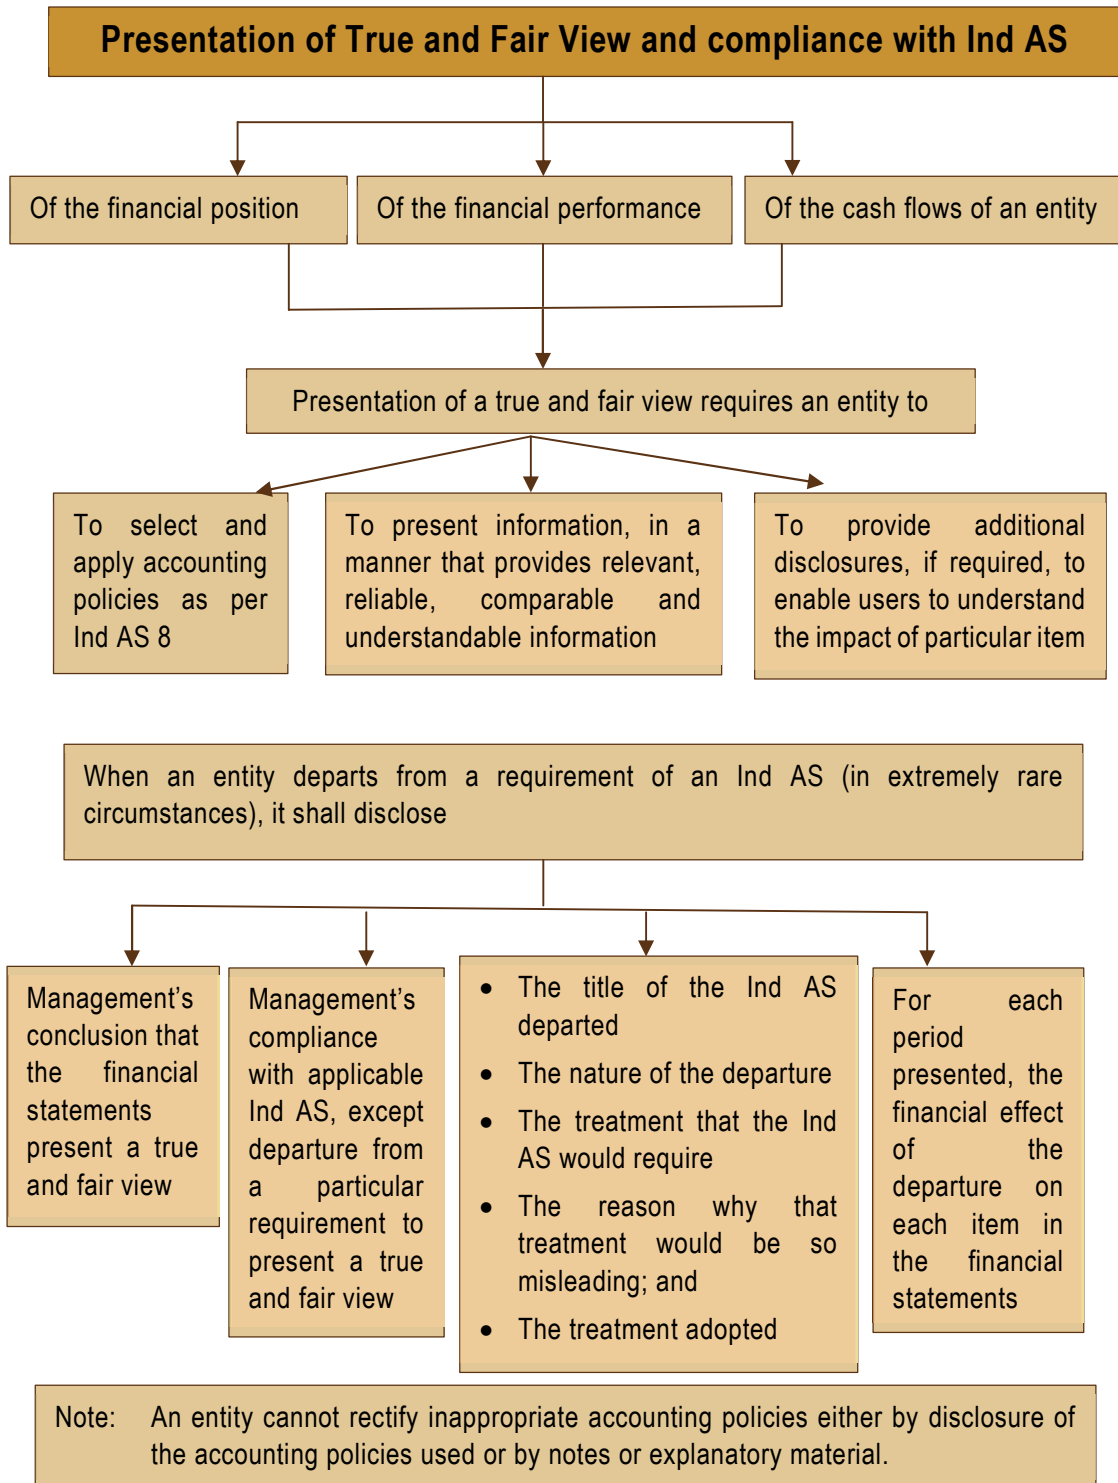 Presentation of True and Fair View and compliance with Ind AS
Of the financial position
Of the financial performance
Of the cash flows of an entity
Presentation of a true and fair view requires an entity to
To select and
apply accounting
policies as per
Ind AS 8
To present information, in a
manner that provides relevant,
reliable, comparable and
understandable information
To provide additional
disclosures, if required, to
enable users to understand
the impact of particular item
When an entity departs from a requirement of an Ind AS (in extremely rare
circumstances), it shall disclose
Management’s
conclusion that
the financial
statements
present a true
and fair view
Management’s
compliance
with applicable
Ind AS, except
departure from
a particular
requirement to
present a true
and fair view
• The title of the Ind AS
departed
• The nature of the departure
• The treatment that the Ind
AS would require
• The reason why that
treatment would be so
misleading; and
• The treatment adopted
For each
period
presented, the
financial effect
of the
departure on
each item in
the financial
statements
Note: An entity cannot rectify inappropriate accounting policies either by disclosure of
the accounting policies used or by notes or explanatory material.